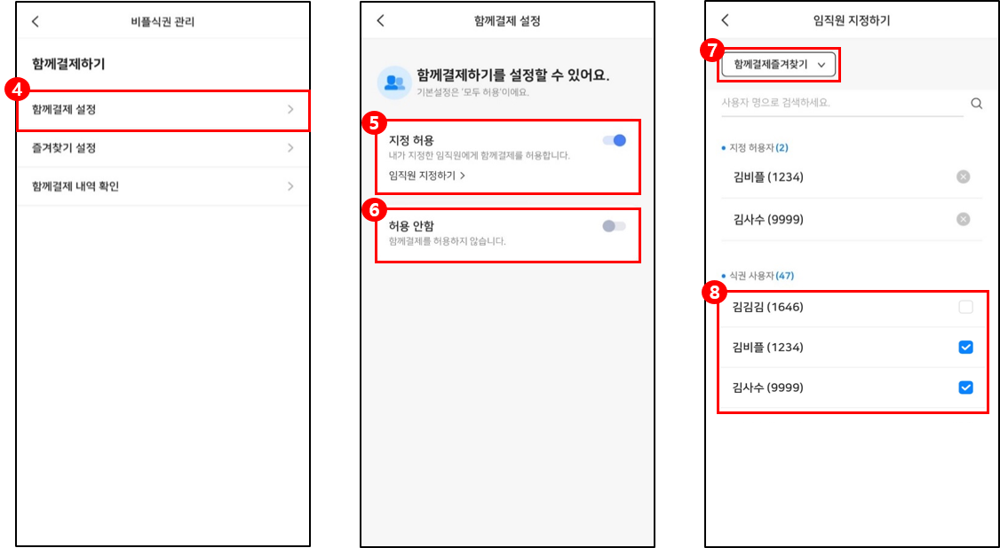 비플식권 관리
함께결제하기
4
함께결제 설정
즐겨찾기 설정
함께결제 내역 확인
함께결제 설정
함께결제하기를 설정할 수 있어요.
기본설정은 '모두 허용'이에요.
5
지정 허용
내가 지정한 임직원에게 함께결제를 허용합니다.
임직원 지정하기 >
6
허용 안함
함께결제를 허용하지 않습니다.
임직원 지정하기
7
함께결제즐겨찾기
사용자 명으로 검색하세요.
• 지정 허용자(2)
김비플 (1234)
김사수 (9999)
• 식권 사용자(47)
8
김김김 (1646)
김비플 (1234)
김사수 (9999)